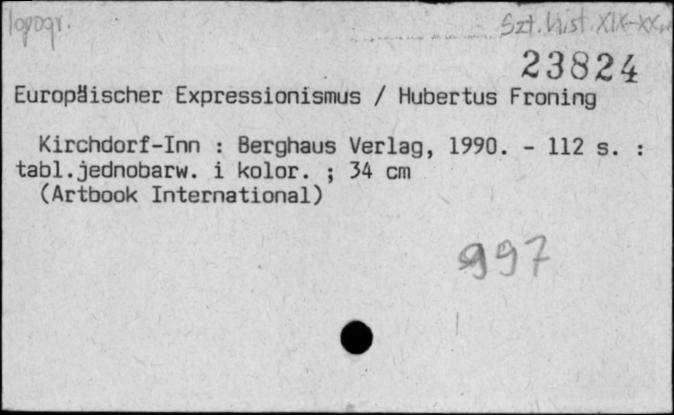 topogr.
Szt. hist. XIX-XX w
23824
Europäischer Expressionismus / Hubertus Froning
Kirchdorf-Inn : Berghaus Verlag, 1990. - 112 s. :
tabl.jednobarw. i kolor. ; 34 cm
(Artbook International)
997